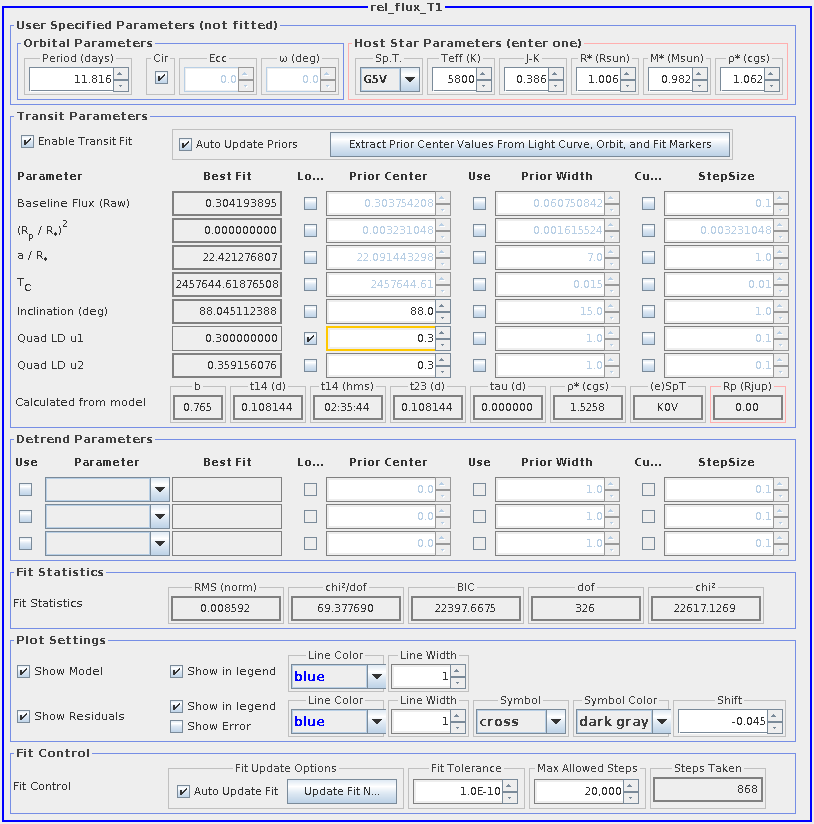 rel_flux_T1
User Specified Parameters (not fitted)
Orbital Parameters
Host Star Parameters (enter one)
Period (days) Cir Ecc ω (deg) Sp.T. Teff (K) J-K R* (Rsun) M* (Msun) ρ* (cgs)
11.816 0.0 0.0 G5V 5800 0.386 1.006 0.982 1.062
Transit Parameters
Enable Transit Fit Auto Update Priors Extract Prior Center Values From Light Curve, Orbit, and Fit Markers
Parameter Best Fit Lo... Prior Center Use Prior Width Cu... StepSize
Baseline Flux (Raw) 0.304193895 0.303754208 0.060750842 0.1
(Rp / R*)2 0.000000000 0.003231048 0.001615524 0.003231048
a / R* 22.421276807 22.091443298 7.0 1.0
TC 2457644.61876508 2457644.61 0.015 0.01
Inclination (deg) 88.045112388 88.0 15.0 1.0
Quad LD u1 0.300000000 0.3 1.0 0.1
Quad LD u2 0.359156076 0.3 1.0 0.1
b t14 (d) t14 (hms) t23 (d) tau (d) ρ* (cgs) (e)SpT Rp (Rjup)
Calculated from model 0.765 0.108144 02:35:44 0.108144 0.000000 1.5258 K0V 0.00
Detrend Parameters
Use Parameter Best Fit Lo... Prior Center Use Prior Width Cu... StepSize
0.0 1.0 0.1
0.0 1.0 0.1
0.0 1.0 0.1
Fit Statistics
RMS (norm) chi²/dof BIC dof chi²
Fit Statistics 0.008592 69.377690 22397.6675 326 22617.1269
Plot Settings
Line Color Line Width
Show Model Show in legend blue 1
Line Color Line Width Symbol Symbol Color Shift
Show Residuals Show in legend blue 1 cross dark gray -0.045
Show Error
Fit Control
Fit Update Options Fit Tolerance Max Allowed Steps Steps Taken
Fit Control Auto Update Fit Update Fit N... 1.0E-10 20,000 868